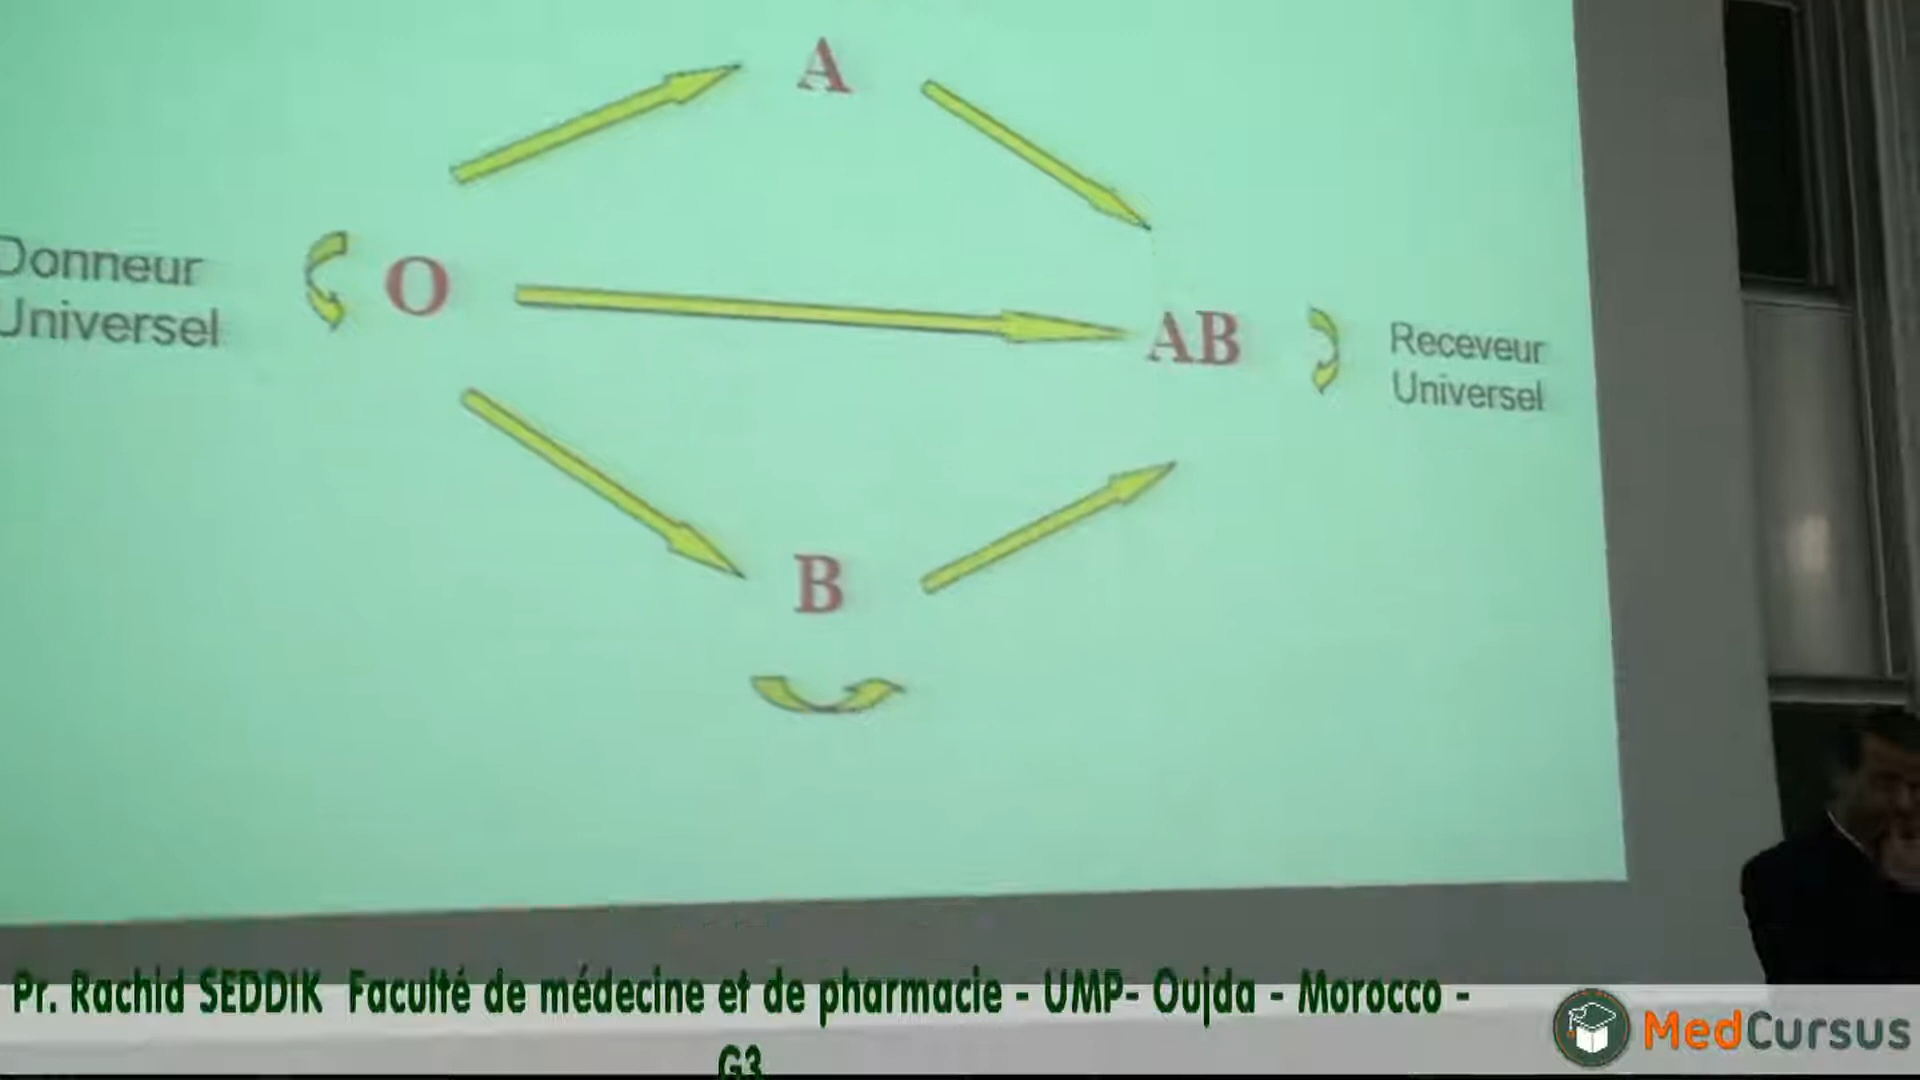 A
Donneur
Universel
O
AB
Receveur
Universel
B
Pr. Rachid SEDDIK Faculté de médecine et de pharmacie - UMP- Oujda - Morocco -
G3
MedCursus